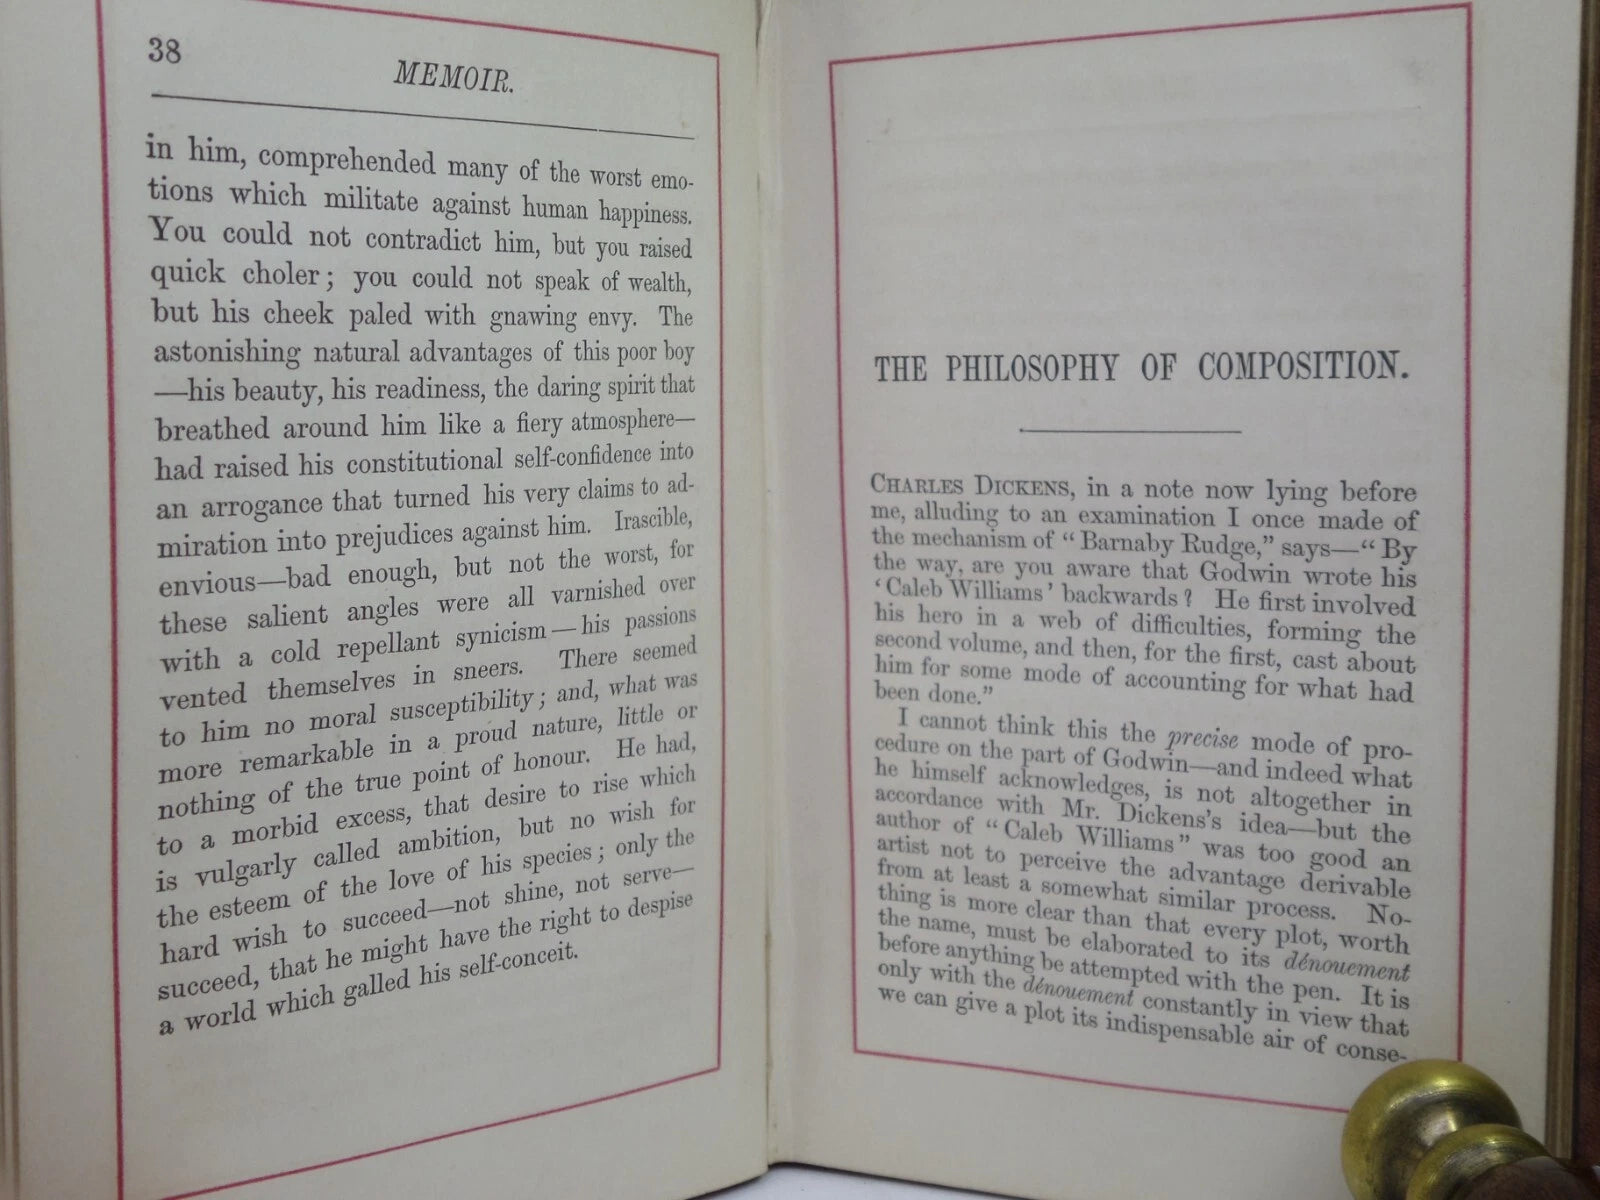 38
MEMOIR.
in him, comprehended many of the worst emo-
tions which militate against human happiness.
You could not contradict him, but you raised
quick choler; you could not speak of wealth,
but his cheek paled with gnawing envy. The
astonishing natural advantages of this poor boy
—his beauty, his readiness, the daring spirit that
breathed around him like a fiery atmosphere—
had raised his constitutional self-confidence into
an arrogance that turned his very claims to ad-
miration into prejudices against him. Irascible,
envious—bad enough, but not the worst, for
these salient angles were all varnished over
with a cold repellant synicism—his passions
vented themselves in sneers. There seemed
to him no moral susceptibility; and, what was
more remarkable in a proud nature, little or
nothing of the true point of honour. He had,
to a morbid excess, that desire to rise which
is vulgarly called ambition, but no wish for
the esteem of the love of his species; only the
hard wish to succeed—not shine, not serve—
succeed, that he might have the right to despise
a world which galled his self-conceit.
THE PHILOSOPHY OF COMPOSITION.
CHARLES DICKENS, in a note now lying before
me, alluding to an examination I once made of
the mechanism of "Barnaby Rudge," says—"By
the way, are you aware that Godwin wrote his
'Caleb Williams' backwards? He first involved
his hero in a web of difficulties, forming the
second volume, and then, for the first, cast about
him for some mode of accounting for what had
been done."
I cannot think this the precise mode of pro-
cedure on the part of Godwin—and indeed what
he himself acknowledges, is not altogether in
accordance with Mr. Dickens's idea—but the
author of "Caleb Williams" was too good an
artist not to perceive the advantage derivable
from at least a somewhat similar process. No-
thing is more clear than that every plot, worth
the name, must be elaborated to its dénouement
before anything be attempted with the pen. It is
only with the dénouement constantly in view that
we can give a plot its indispensable air of conse-